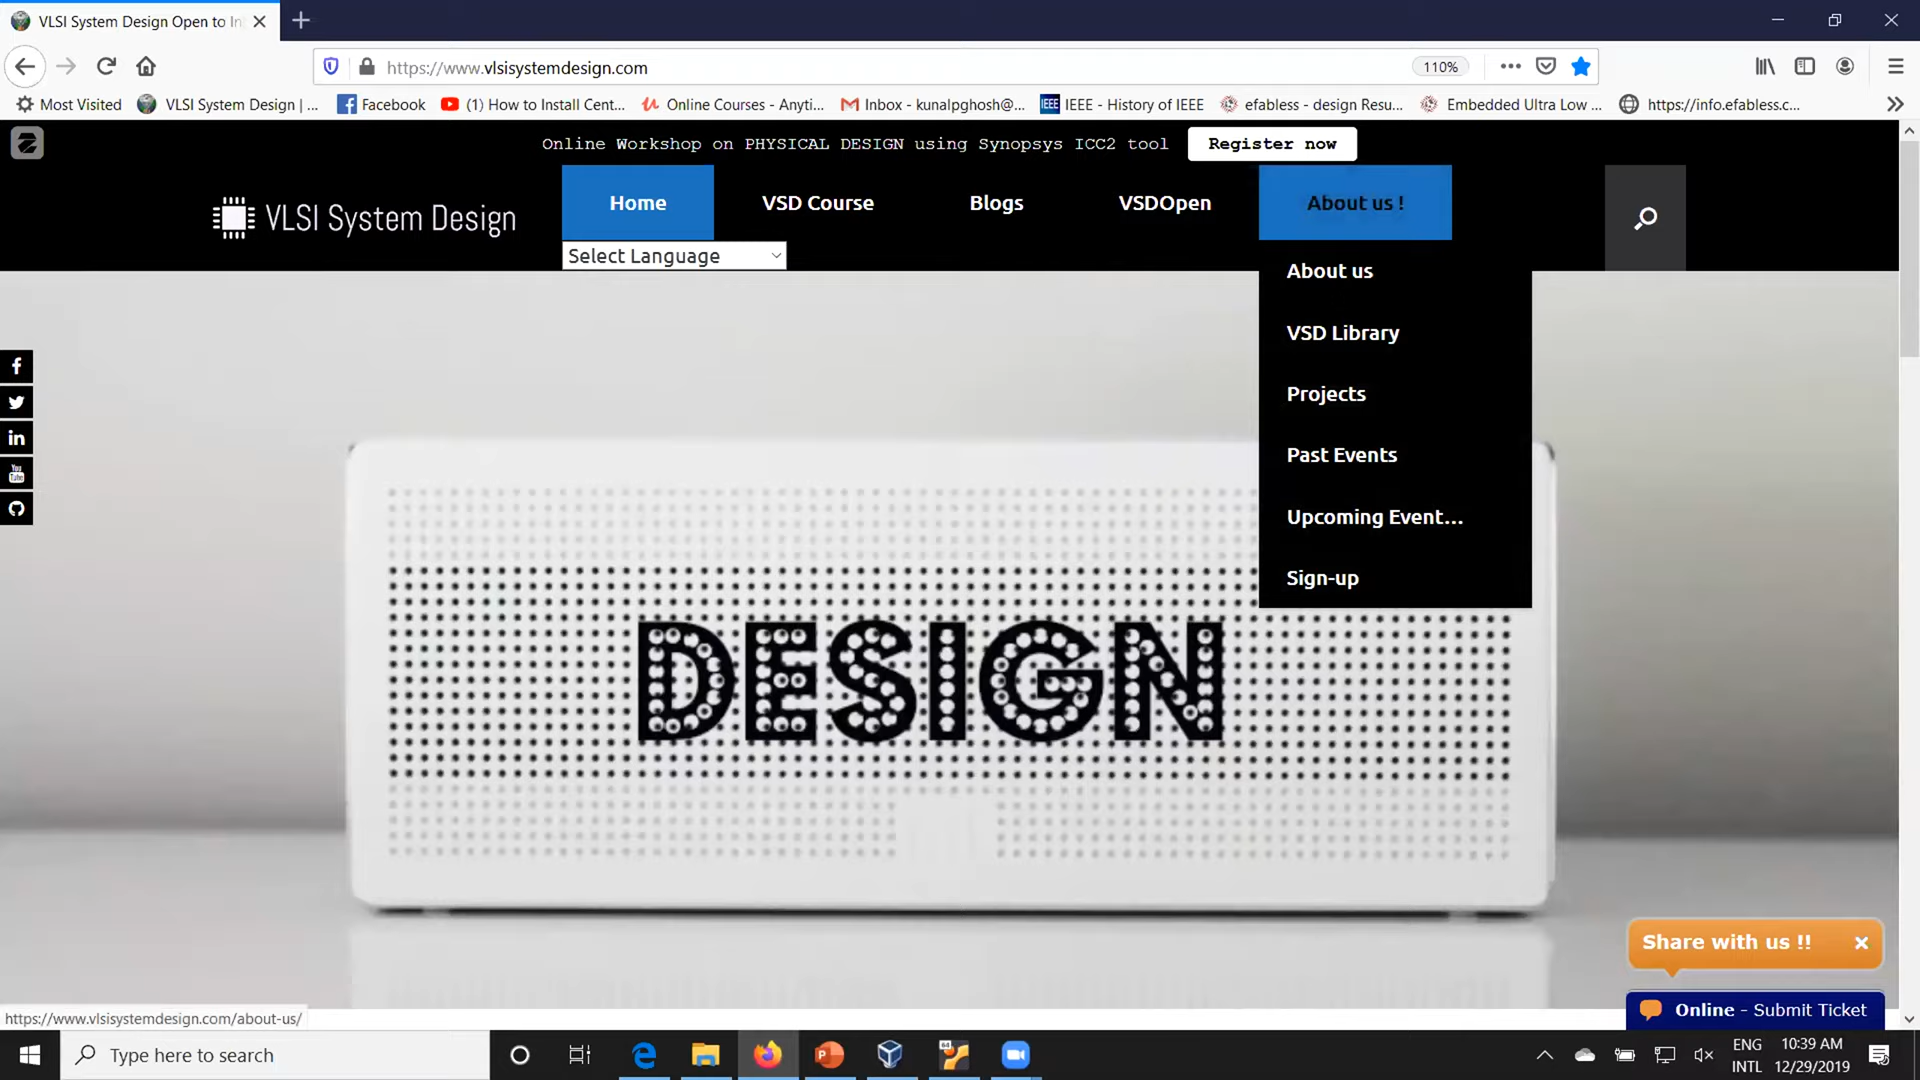 VLSI System Design Open to In
https://www.vlsisystemdesign.com
110%
Most Visited
VLSI System Design | ...
Facebook
(1) How to Install Cent...
Online Courses - Anyti...
Inbox - kunalpghosh@...
IEEE
IEEE - History of IEEE
efabless - design Resu...
Embedded Ultra Low ...
https://info.efabless.c...
Online Workshop on PHYSICAL DESIGN using Synopsys ICC2 tool
Register now
VLSI System Design
Home
VSD Course
Blogs
VSDOpen
About us !
Select Language
About us
VSD Library
Projects
Past Events
Upcoming Event...
Sign-up
You
Tube
DESIGN
Share with us !!
Online - Submit Ticket
https://www.vlsisystemdesign.com/about-us/
Type here to search
64
ENG
INTL
10:39 AM
12/29/2019